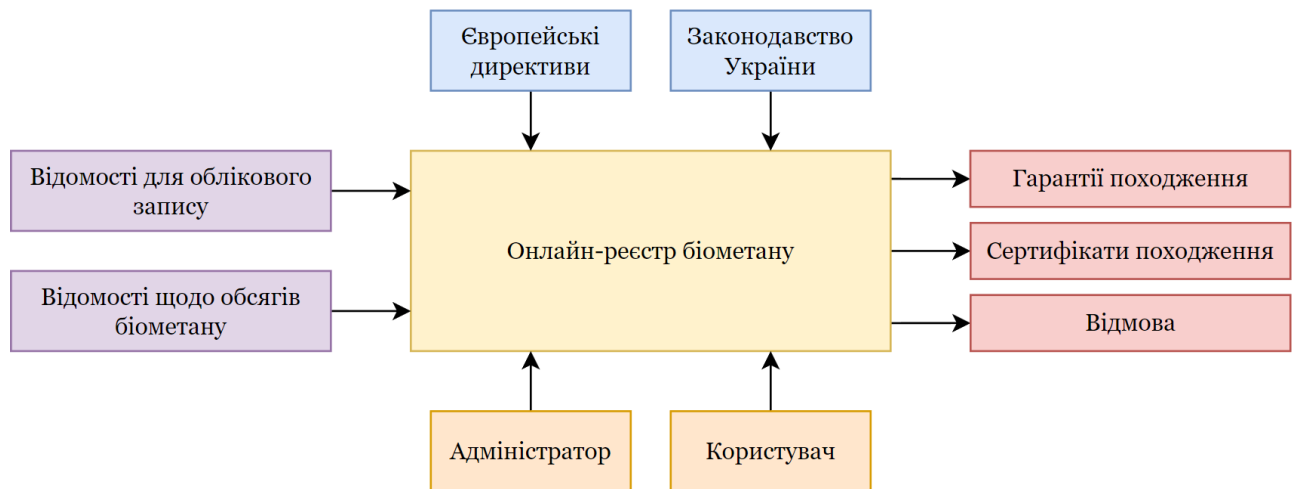 Європейські
директиви
Законодавство
України
Відомості для облікового
запису
Відомості щодо обсягів
біометану
Онлайн-реєстр біометану
Гарантії походження
Сертифікати походження
Відмова
Адміністратор
Користувач